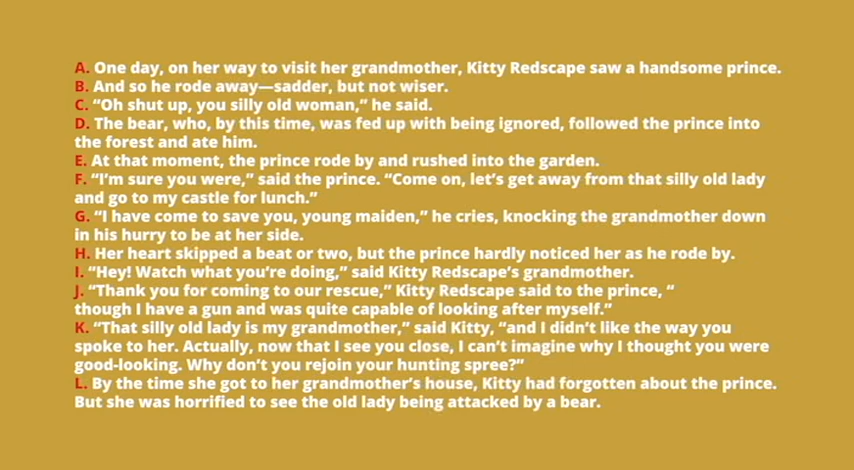 A. One day, on her way to visit her grandmother, Kitty Redscape saw a handsome prince.
B. And so he rode away—sadder, but not wiser.
C. “Oh shut up, you silly old woman,” he said.
D. The bear, who, by this time, was fed up with being ignored, followed the prince into
the forest and ate him.
E. At that moment, the prince rode by and rushed into the garden.
F. “I’m sure you were,” said the prince. “Come on, let’s get away from that silly old lady
and go to my castle for lunch.”
G. “I have come to save you, young maiden,” he cries, knocking the grandmother down
in his hurry to be at her side.
H. Her heart skipped a beat or two, but the prince hardly noticed her as he rode by.
I. “Hey! Watch what you’re doing,” said Kitty Redscape’s grandmother.
J. “Thank you for coming to our rescue,” Kitty Redscape said to the prince, “
though I have a gun and was quite capable of looking after myself.”
K. “That silly old lady is my grandmother,” said Kitty, “and I didn’t like the way you
spoke to her. Actually, now that I see you close, I can’t imagine why I thought you were
good-looking. Why don’t you rejoin your hunting spree?”
L. By the time she got to her grandmother’s house, Kitty had forgotten about the prince.
But she was horrified to see the old lady being attacked by a bear.